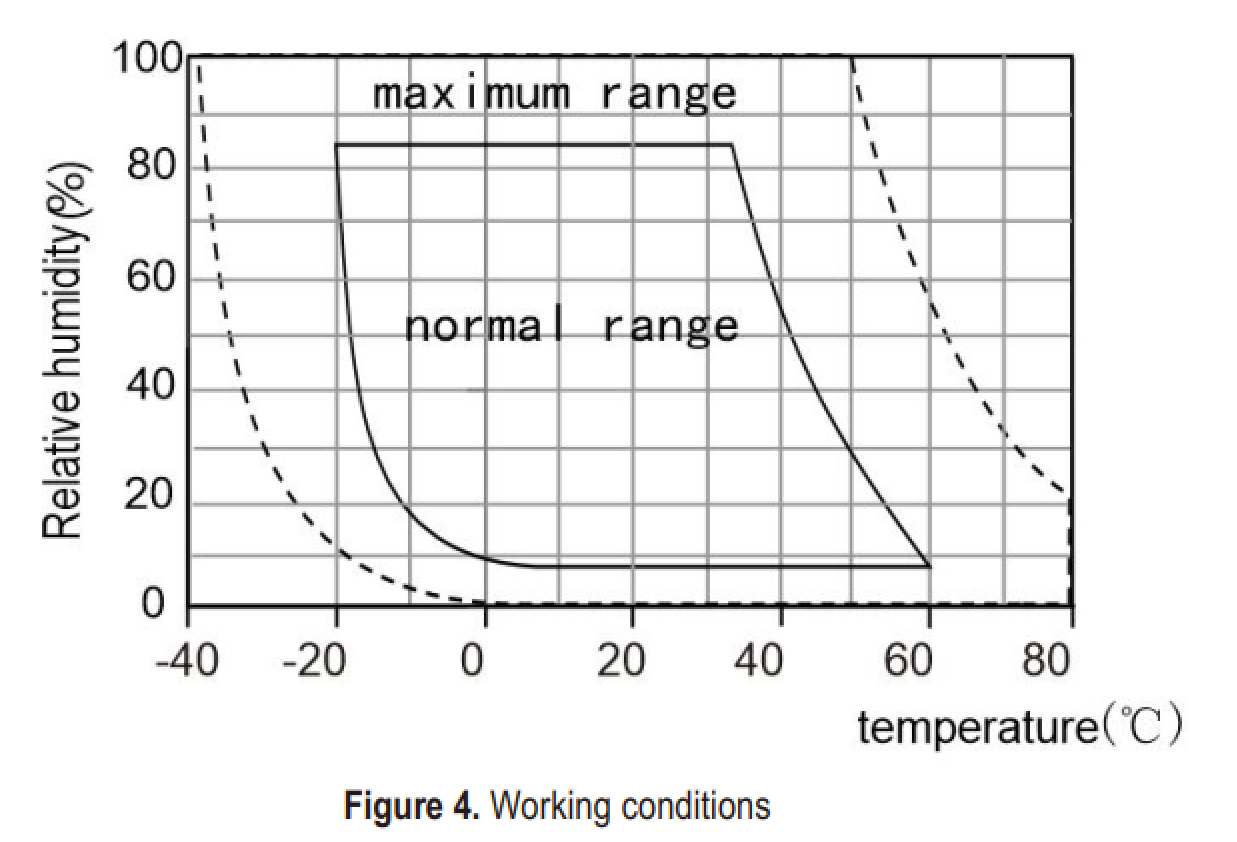 100
maximum range
80
60
normal range
40
20
0
Relative humidity(%)
-40 -20 0 20 40 60 80
temperature(℃)
Figure 4. Working conditions